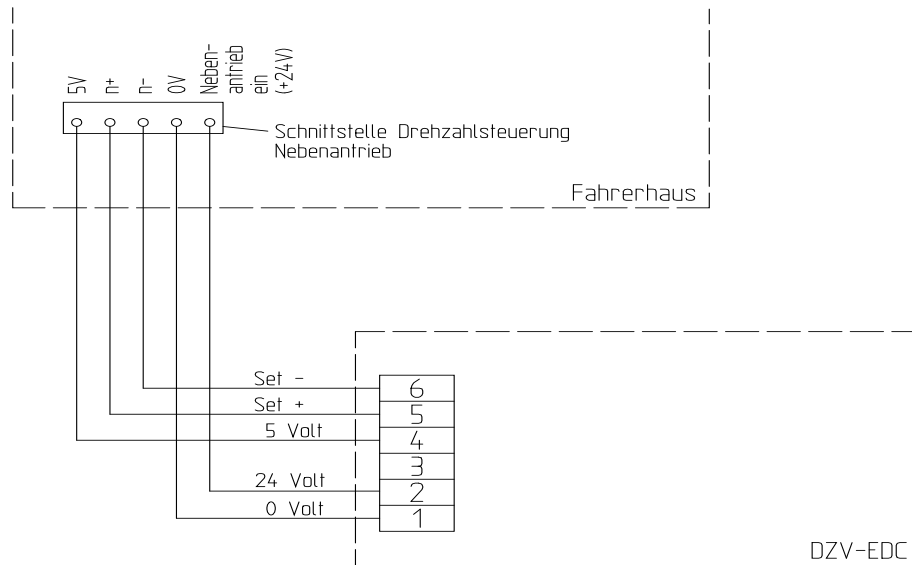 5V
n+
n-
0V
Neben-
antrieb
ein
(+24V)
Schnittstelle Drehzahlsteuerung
Nebenantrieb
Fahrerhaus
Set -
6
Set +
5
5 Volt
4
3
24 Volt
2
0 Volt
1
DZV-EDC